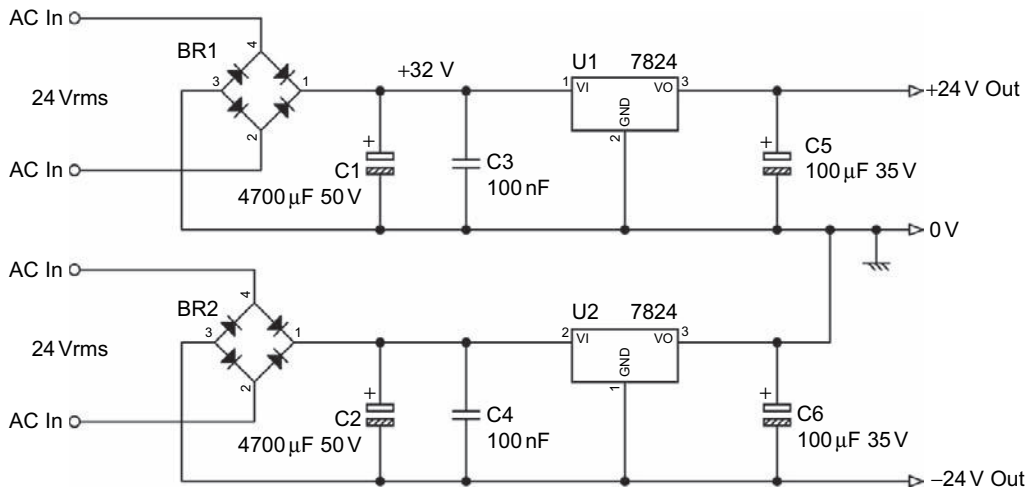 AC In
BR1
4
3
1
2
24 Vrms
AC In
+32 V
U1 7824
1 VI VO 3
GND
2
+24 V Out
+
C1
4700 µF 50 V
C3
100 nF
+
C5
100 µF 35 V
0 V
AC In
BR2
4
3
1
2
24 Vrms
AC In
U2 7824
2 VI VO 3
GND
1
+
C2
4700 µF 50 V
C4
100 nF
+
C6
100 µF 35 V
−24 V Out